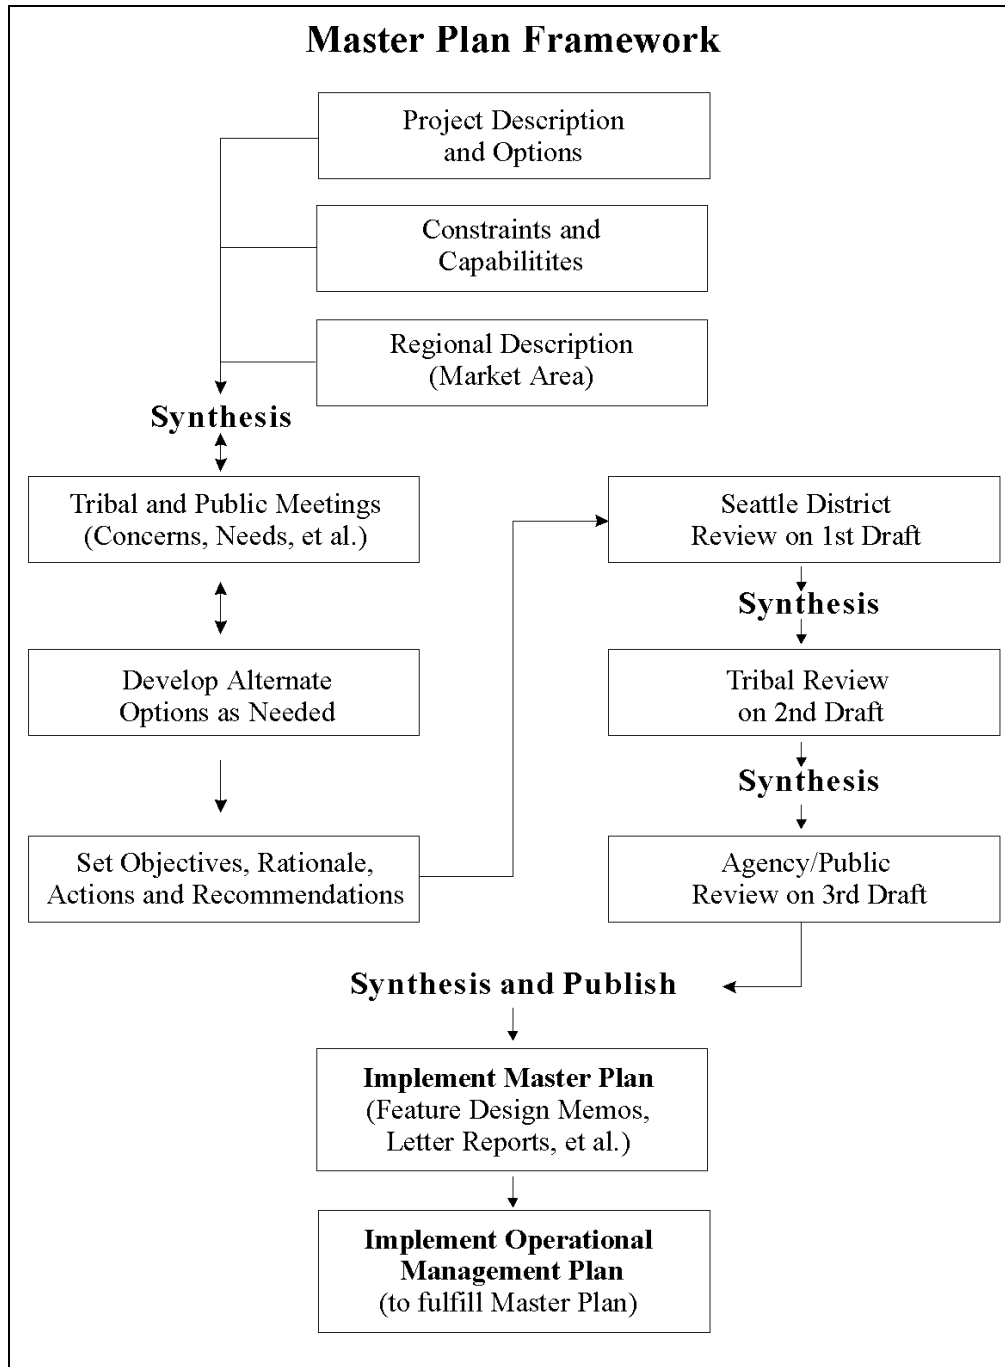 Master Plan Framework
Project Description
and Options
Constraints and
Capabilitites
Regional Description
(Market Area)
Synthesis
Tribal and Public Meetings
(Concerns, Needs, et al.)
Develop Alternate
Options as Needed
Set Objectives, Rationale,
Actions and Recommendations
Seattle District
Review on 1st Draft
Synthesis
Tribal Review
on 2nd Draft
Synthesis
Agency/Public
Review on 3rd Draft
Synthesis and Publish
Implement Master Plan
(Feature Design Memos,
Letter Reports, et al.)
Implement Operational
Management Plan
(to fulfill Master Plan)